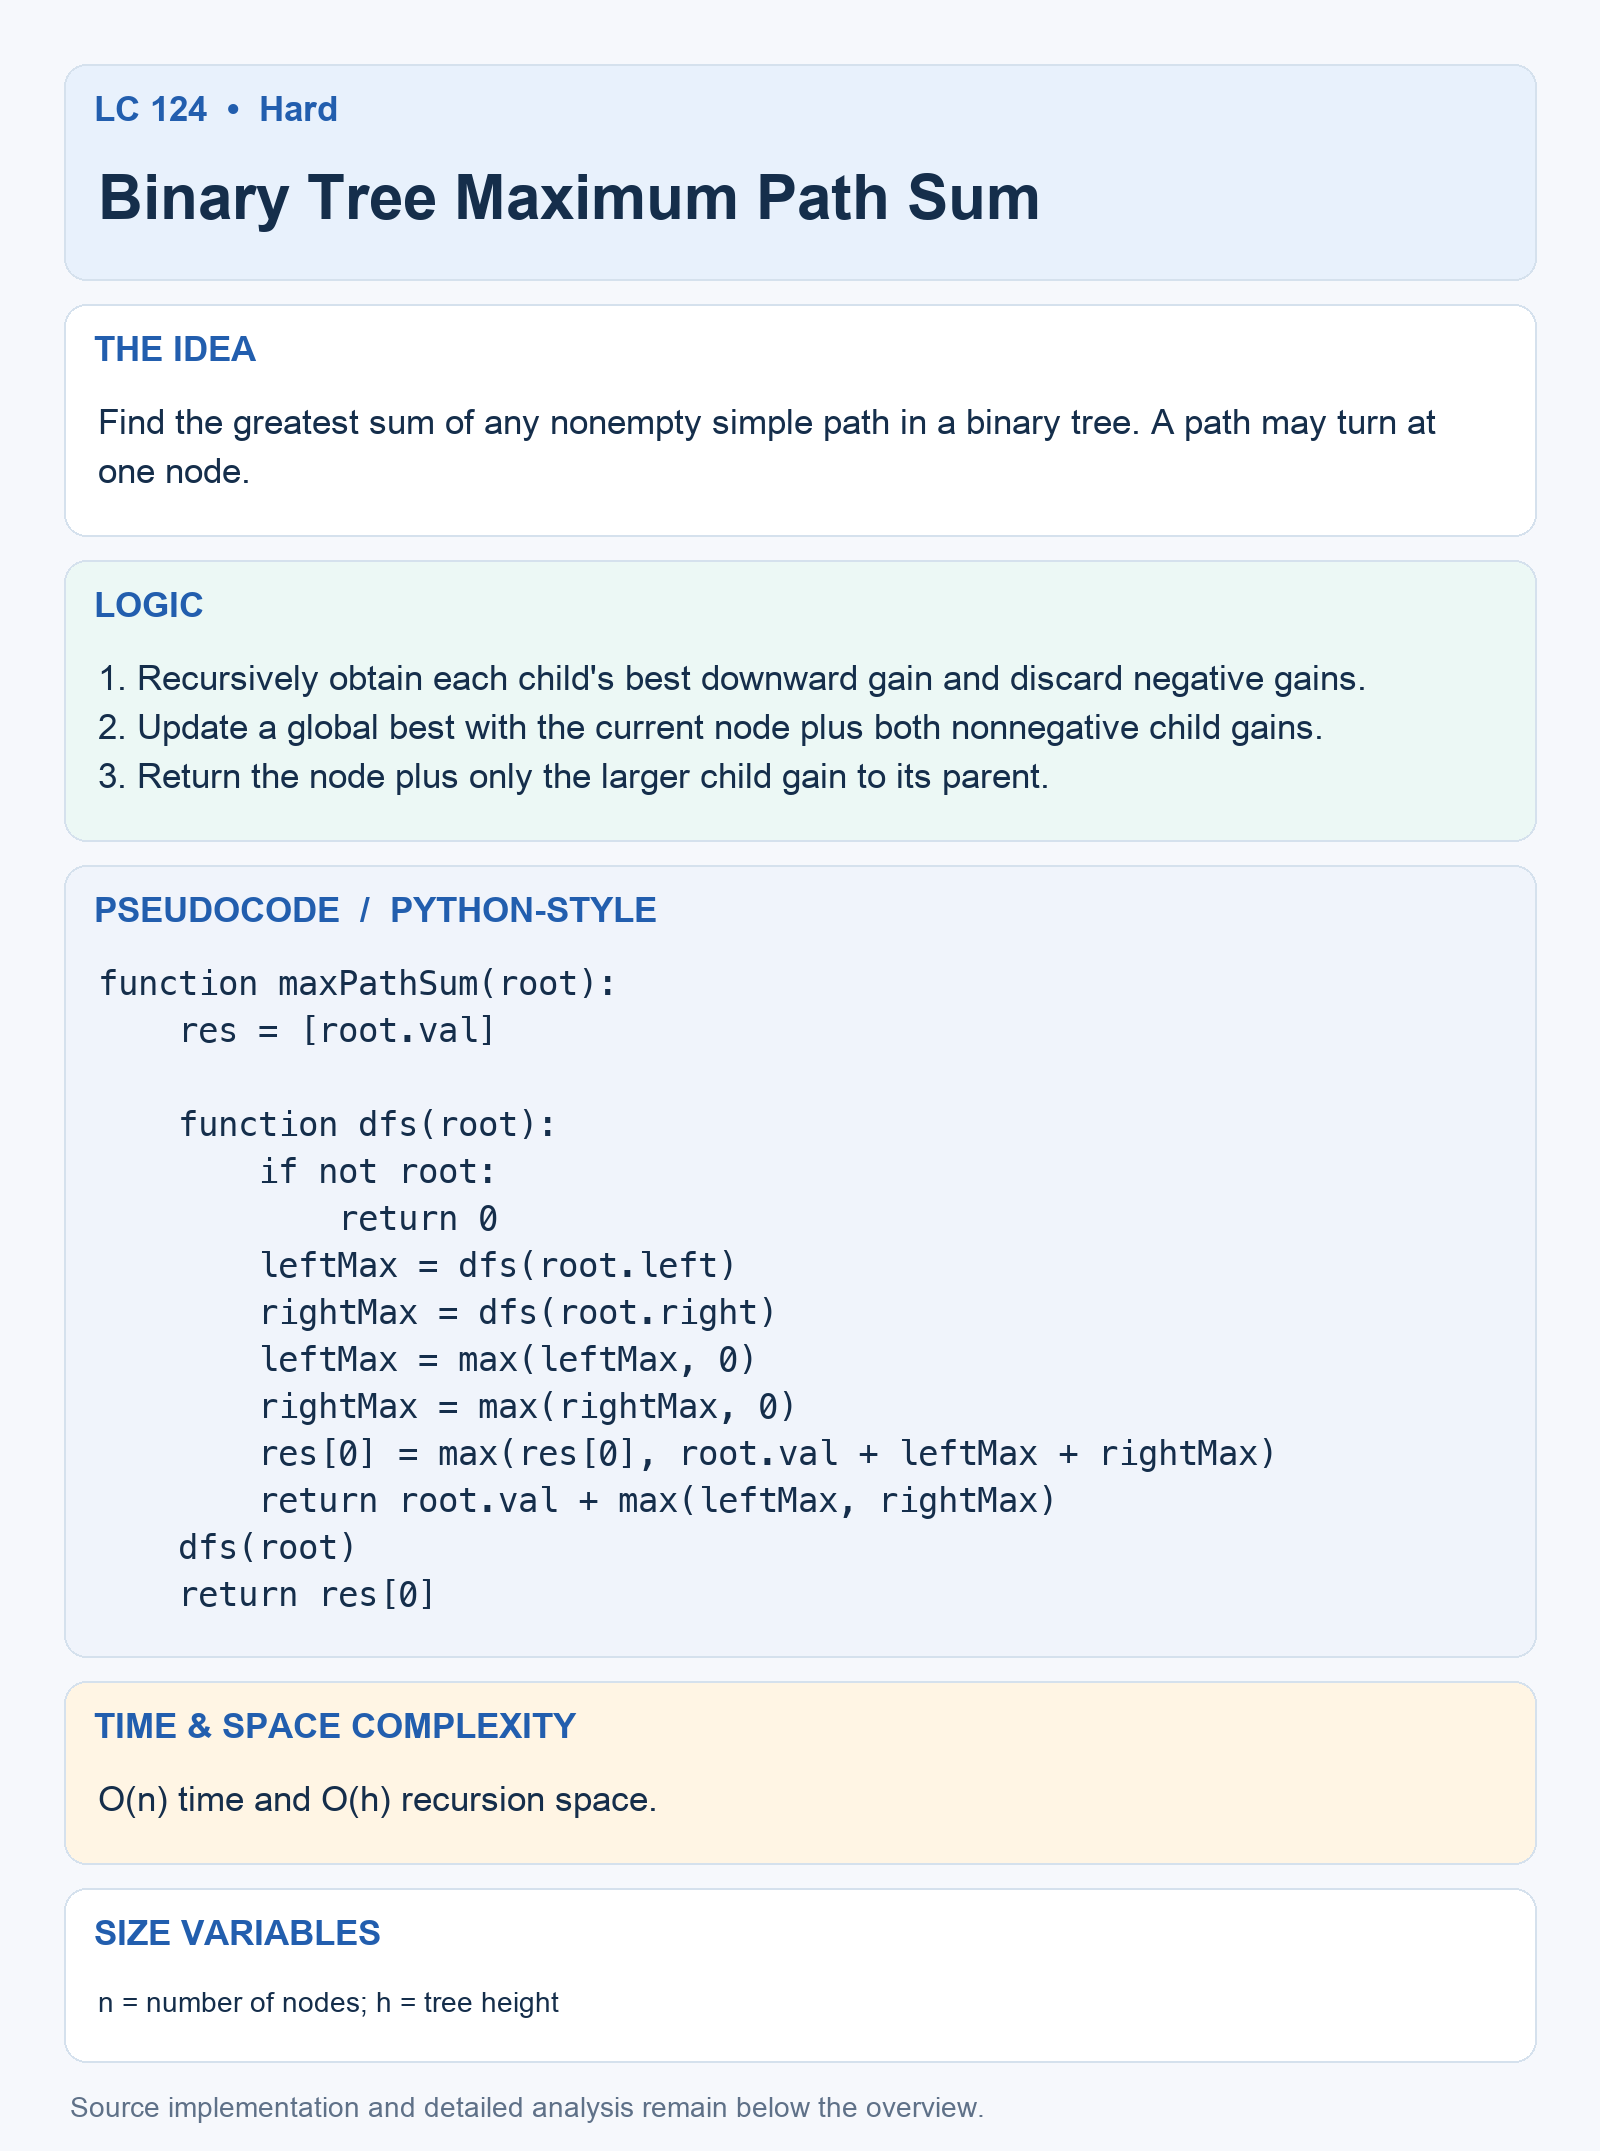 LC 124 • Hard
Binary Tree Maximum Path Sum
THE IDEA
Find the greatest sum of any nonempty simple path in a binary tree. A path may turn at
one node.
LOGIC
1. Recursively obtain each child's best downward gain and discard negative gains.
2. Update a global best with the current node plus both nonnegative child gains.
3. Return the node plus only the larger child gain to its parent.
PSEUDOCODE / PYTHON-STYLE
function maxPathSum(root):
    res = [root.val]

    function dfs(root):
        if not root:
            return 0
        leftMax = dfs(root.left)
        rightMax = dfs(root.right)
        leftMax = max(leftMax, 0)
        rightMax = max(rightMax, 0)
        res[0] = max(res[0], root.val + leftMax + rightMax)
        return root.val + max(leftMax, rightMax)
    dfs(root)
    return res[0]
TIME & SPACE COMPLEXITY
O(n) time and O(h) recursion space.
SIZE VARIABLES
n = number of nodes; h = tree height
Source implementation and detailed analysis remain below the overview.